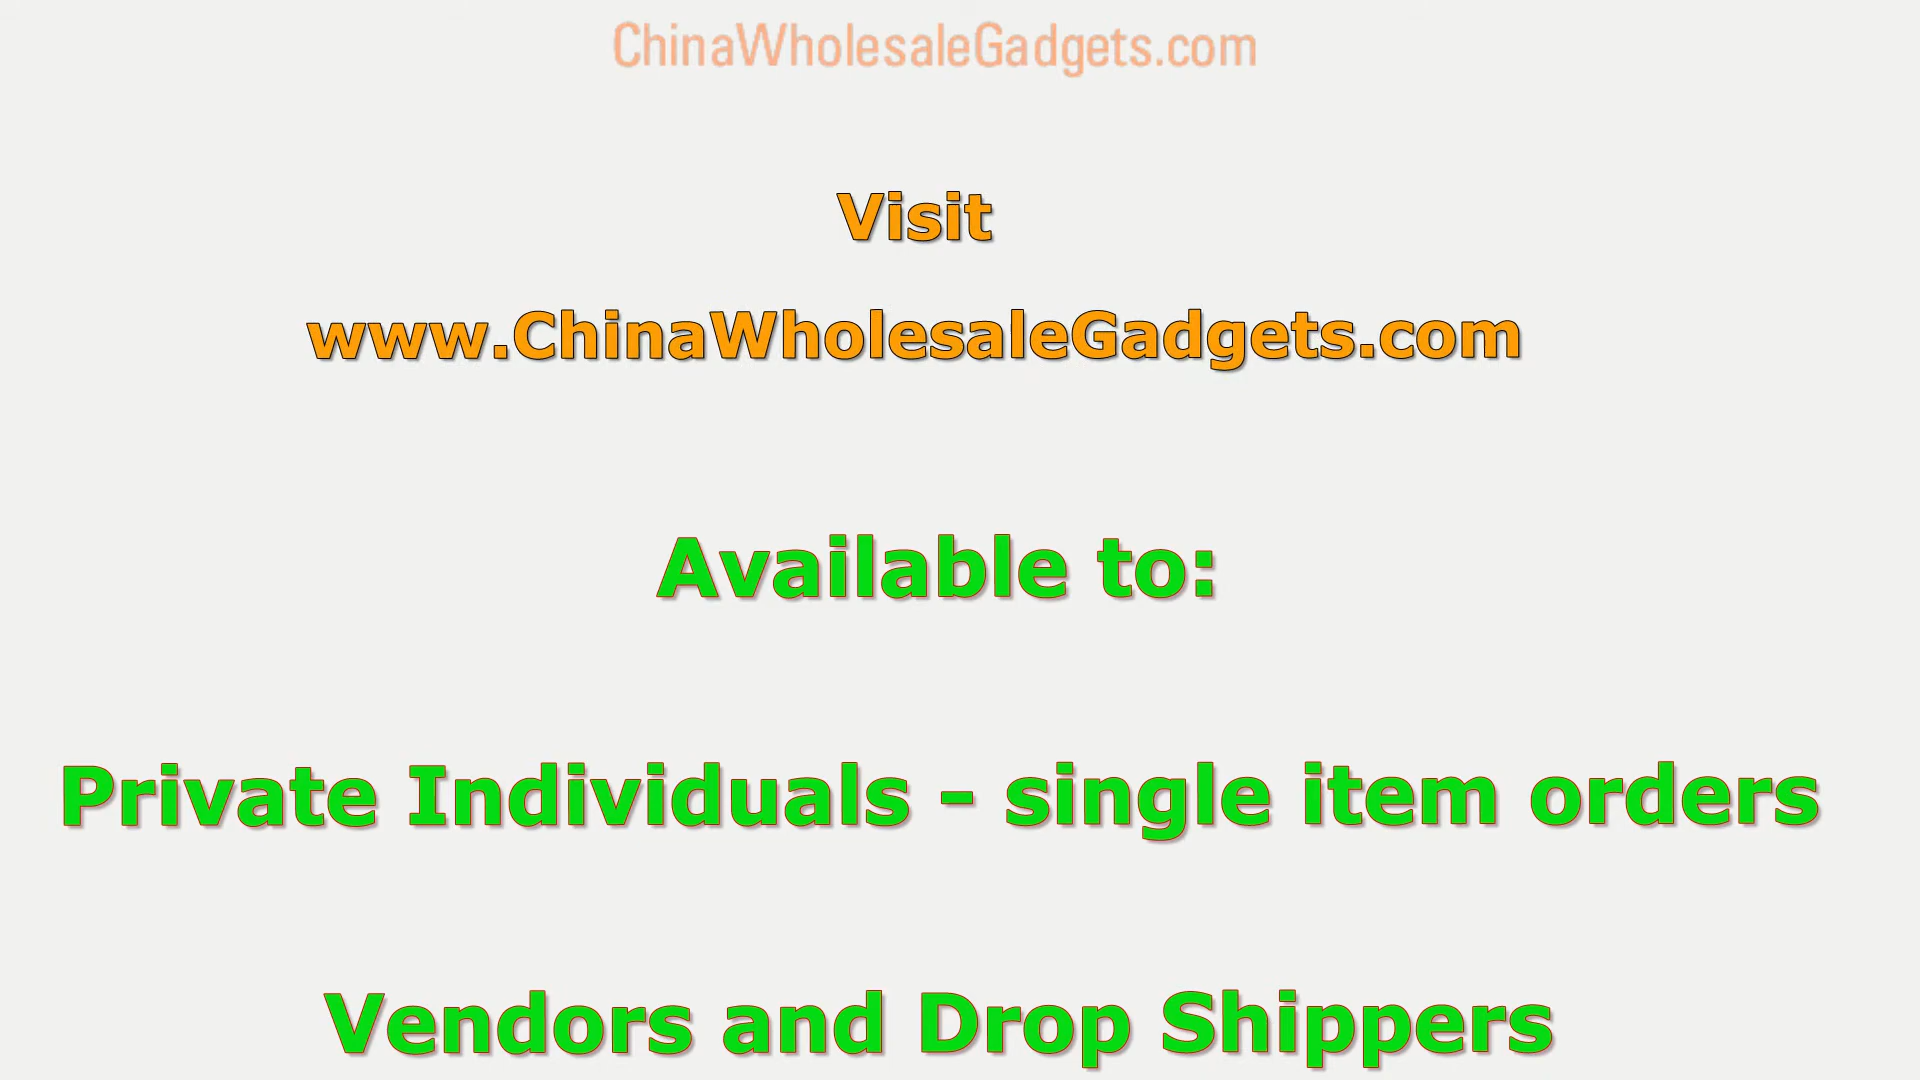 ChinaWholesaleGadgets.com
Visit
www.ChinaWholesaleGadgets.com
Available to:
Private Individuals - single item orders
Vendors and Drop Shippers